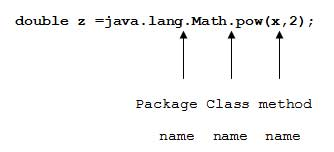 double z =java.lang.Math.pow(x,2);
Package Class method
name name name